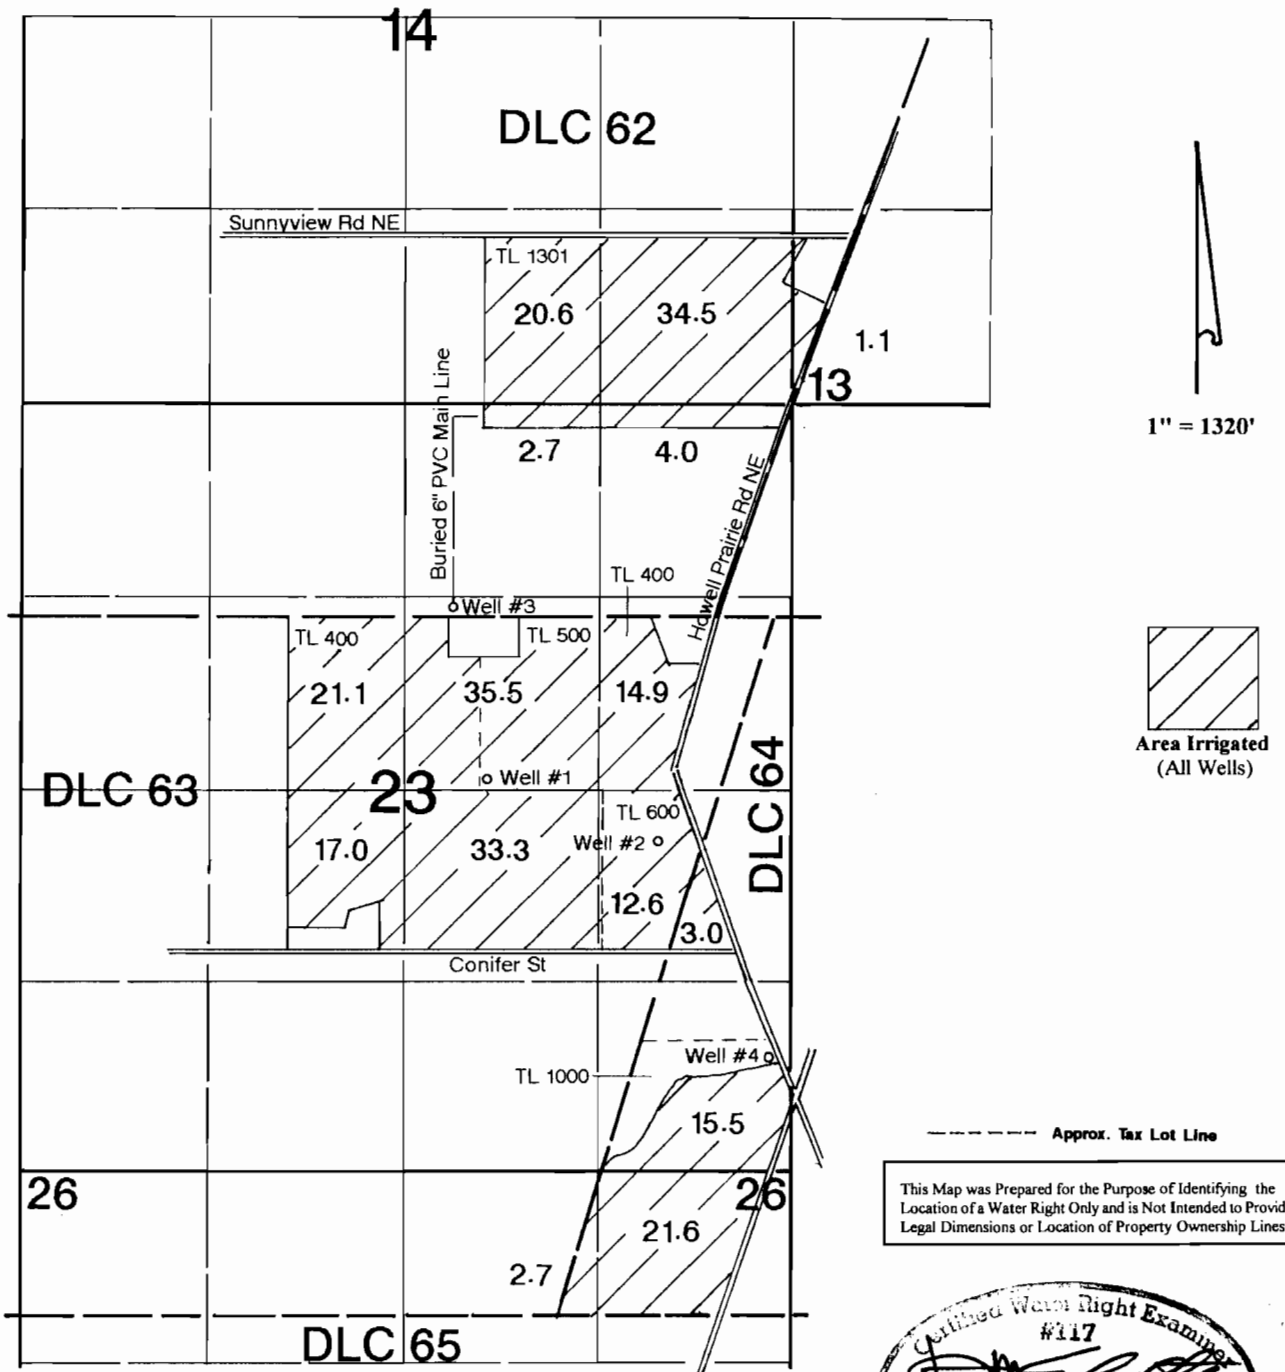 14
DLC 62
Sunnyview Rd NE
TL 1301
20.6
34.5
1.1
13
1" = 1320'
Buried 6" PVC Main Line
2.7
4.0
Howell Prairie Rd NE
TL 400
Well #3
TL 400
TL 500
21.1
35.5
14.9
Area Irrigated
(All Wells)
DLC 63
23
Well #1
DLC 64
TL 600
17.0
33.3
Well #2
12.6
3.0
Conifer St
Well #4
TL 1000
15.5
Approx. Tax Lot Line
26
26
This Map was Prepared for the Purpose of Identifying the
Location of a Water Right Only and is Not Intended to Provid
Legal Dimensions or Location of Property Ownership Lines
21.6
2.7
DLC 65
Certified Water Right Examiner
#117